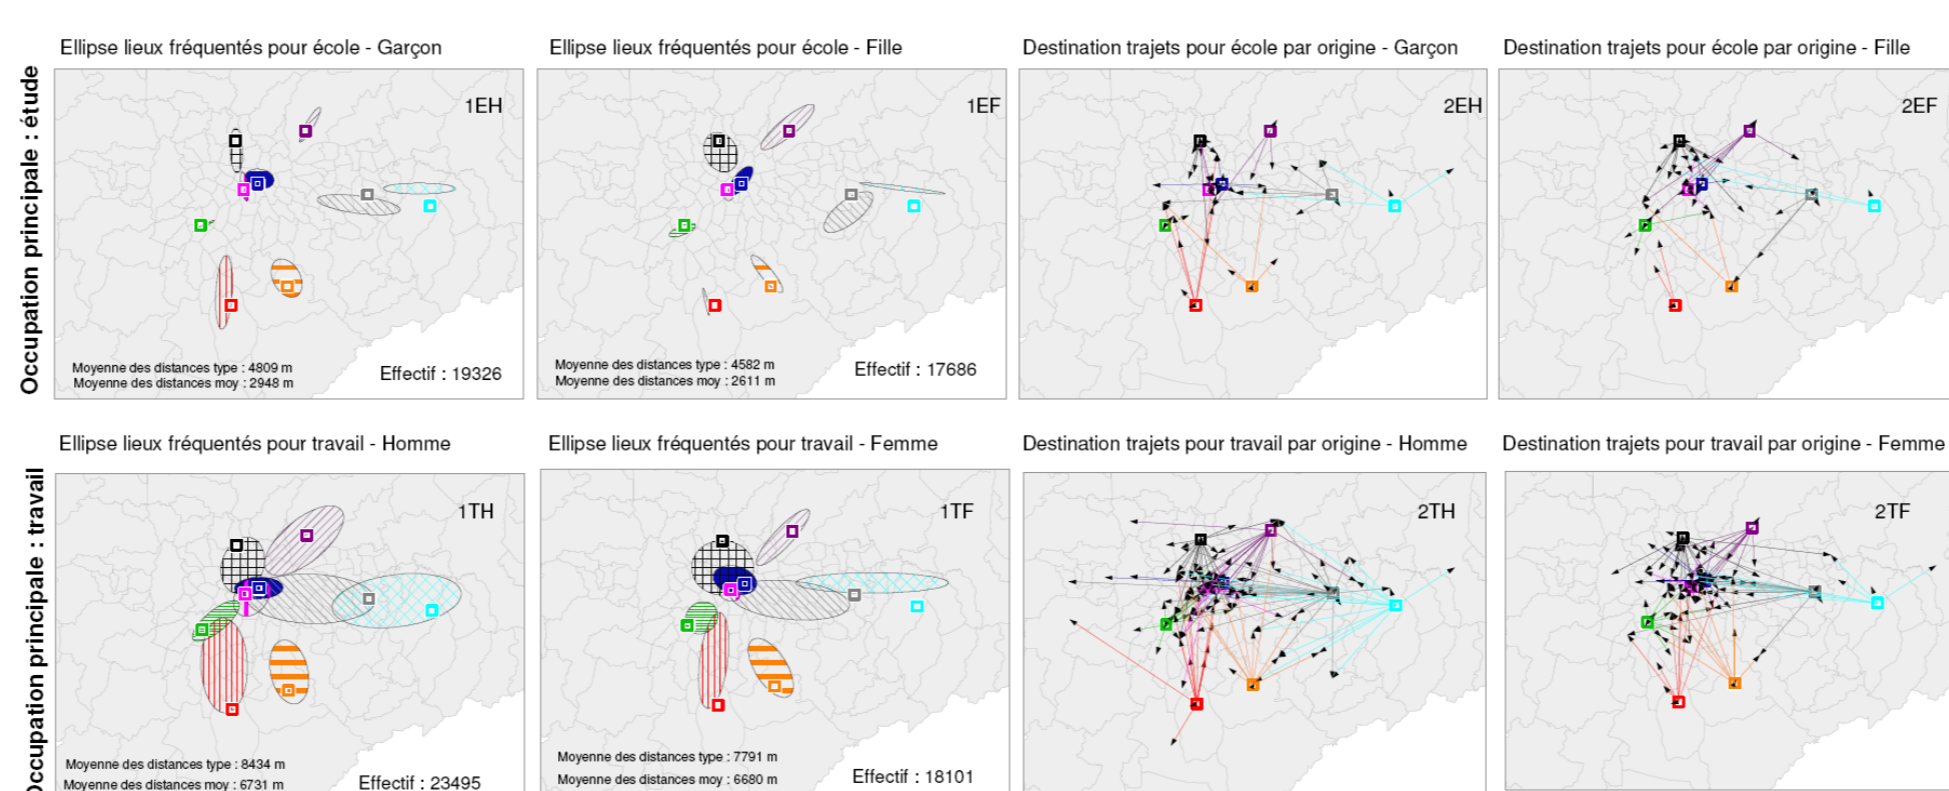 Ellipse lieux fréquentés pour école - Garçon
Ellipse lieux fréquentés pour école - Fille
Destination trajets pour école par origine - Garçon
Destination trajets pour école par origine - Fille
Occupation principale : étude
1EH
1EF
2EH
2EF
Moyenne des distances type : 4809 m
Moyenne des distances moy : 2948 m
Effectif : 19326
Moyenne des distances type : 4582 m
Moyenne des distances moy : 2611 m
Effectif : 17686
Ellipse lieux fréquentés pour travail - Homme
Ellipse lieux fréquentés pour travail - Femme
Destination trajets pour travail par origine - Homme
Destination trajets pour travail par origine - Femme
Occupation principale : travail
1TH
1TF
2TH
2TF
Moyenne des distances type : 8434 m
Moyenne des distances moy : 6731 m
Effectif : 23495
Moyenne des distances type : 7791 m
Moyenne des distances moy : 6680 m
Effectif : 18101